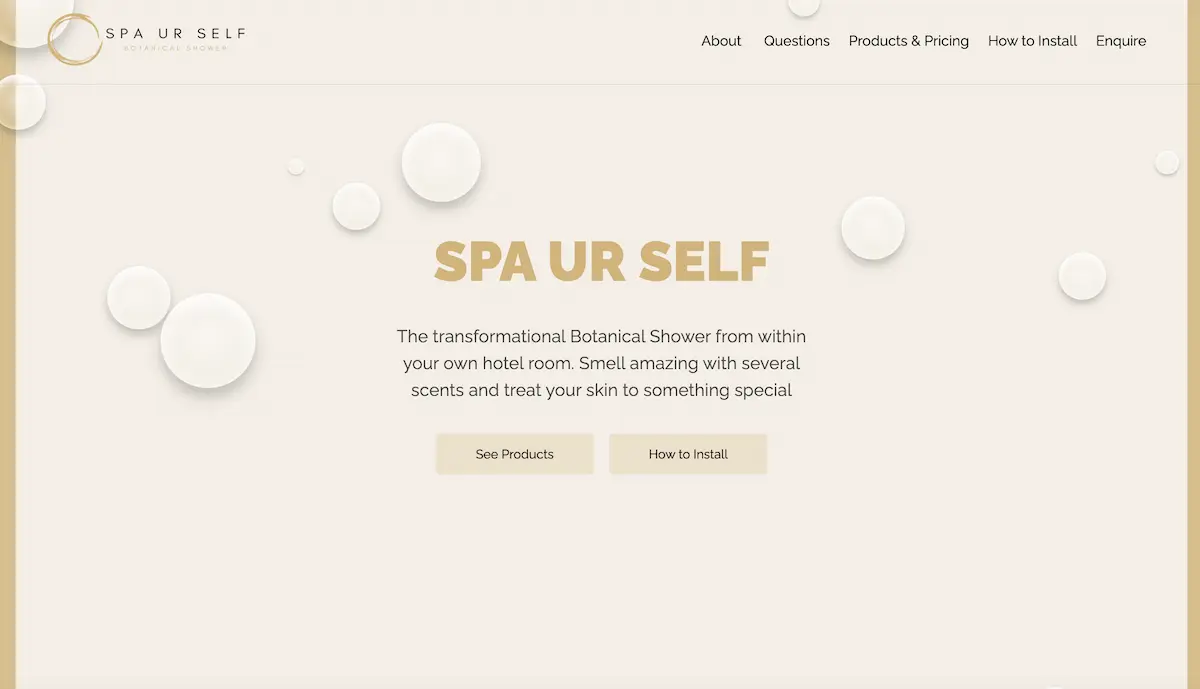 SPA UR SELF
BOTANICAL SHOWER
About Questions Products & Pricing How to Install Enquire
SPA UR SELF
The transformational Botanical Shower from within
your own hotel room. Smell amazing with several
scents and treat your skin to something special
See Products How to Install